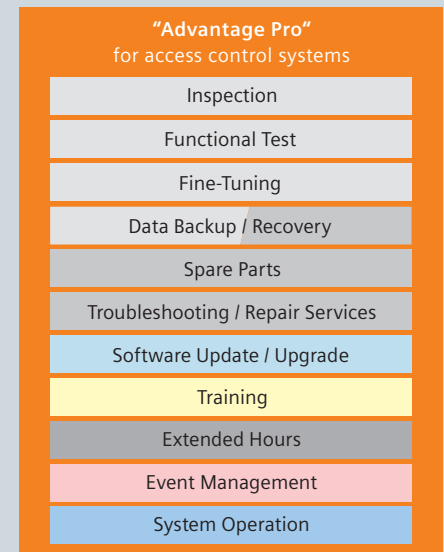 “Advantage Pro”
for access control systems
Inspection
Functional Test
Fine-Tuning
Data Backup / Recovery
Spare Parts
Troubleshooting / Repair Services
Software Update / Upgrade
Training
Extended Hours
Event Management
System Operation